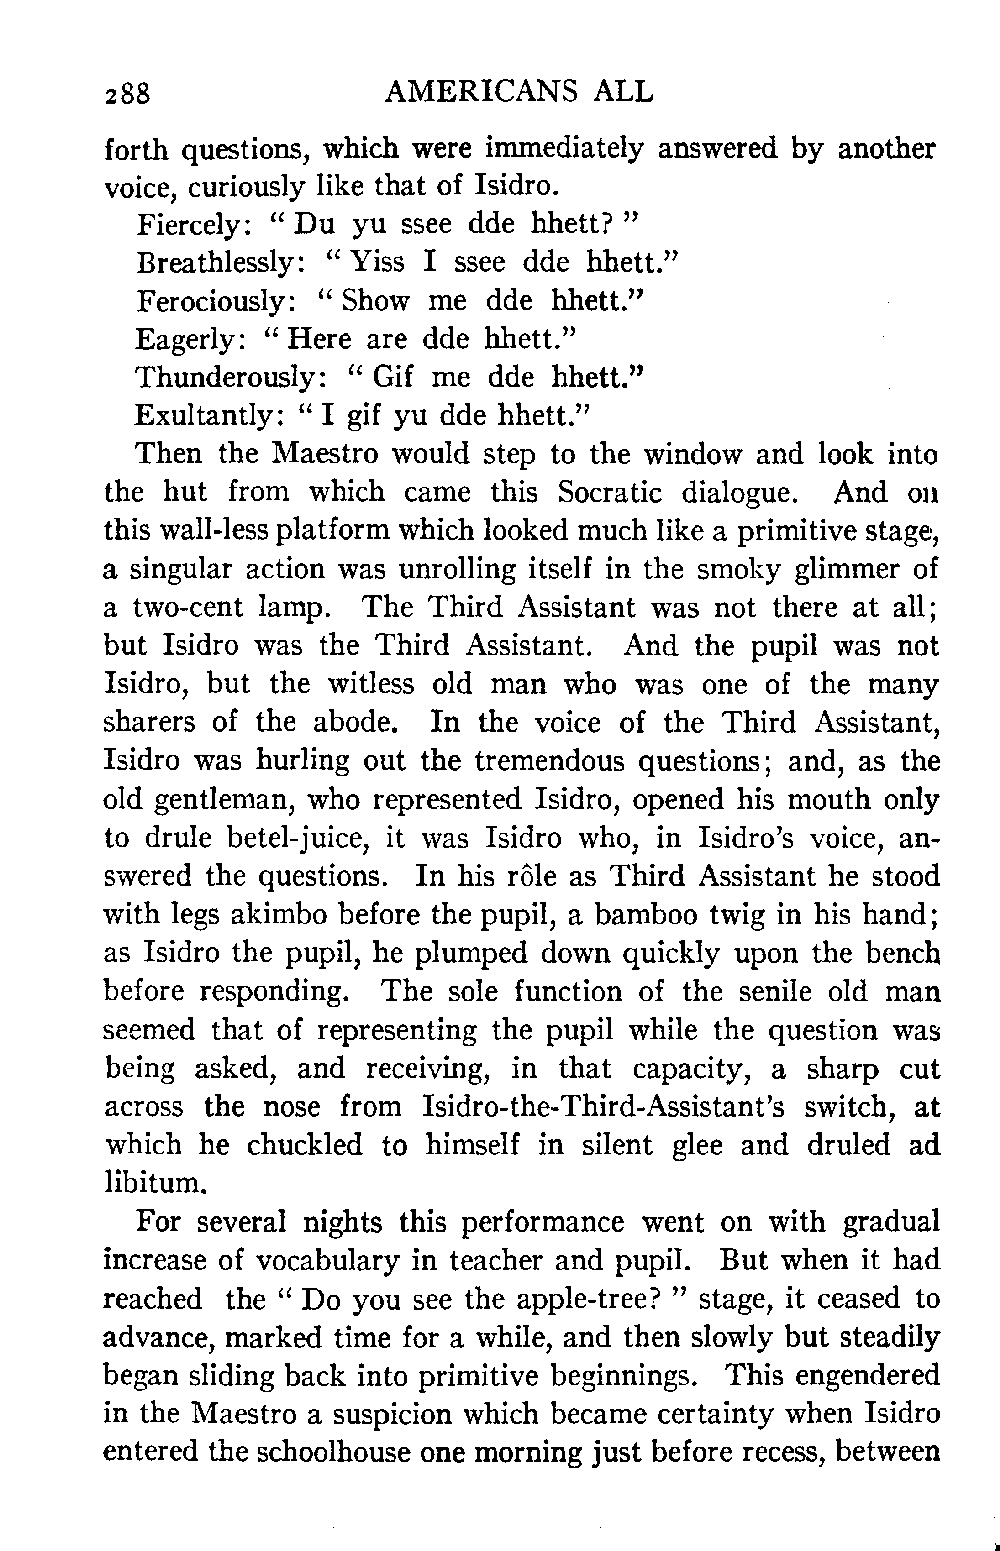 288 AMERICANS ALL
forth questions, which were immediately answered by another
voice, curiously like that of Isidro.
Fiercely: “ Du yu ssee dde hhett? ”
Breathlessly: “ Yiss I ssee dde hhett.”
Ferociously: “ Show me dde hhett.”
Eagerly: “ Here are dde hhett.”
Thunderously: “ Gif me dde hhett.”
Exultantly: “ I gif yu dde hhett.”
Then the Maestro would step to the window and look into
the hut from which came this Socratic dialogue. And on
this wall-less platform which looked much like a primitive stage,
a singular action was unrolling itself in the smoky glimmer of
a two-cent lamp. The Third Assistant was not there at all;
but Isidro was the Third Assistant. And the pupil was not
Isidro, but the witless old man who was one of the many
sharers of the abode. In the voice of the Third Assistant,
Isidro was hurling out the tremendous questions; and, as the
old gentleman, who represented Isidro, opened his mouth only
to drule betel-juice, it was Isidro who, in Isidro’s voice, an-
swered the questions. In his rôle as Third Assistant he stood
with legs akimbo before the pupil, a bamboo twig in his hand;
as Isidro the pupil, he plumped down quickly upon the bench
before responding. The sole function of the senile old man
seemed that of representing the pupil while the question was
being asked, and receiving, in that capacity, a sharp cut
across the nose from Isidro-the-Third-Assistant’s switch, at
which he chuckled to himself in silent glee and druled ad
libitum.
For several nights this performance went on with gradual
increase of vocabulary in teacher and pupil. But when it had
reached the “ Do you see the apple-tree? ” stage, it ceased to
advance, marked time for a while, and then slowly but steadily
began sliding back into primitive beginnings. This engendered
in the Maestro a suspicion which became certainty when Isidro
entered the schoolhouse one morning just before recess, between